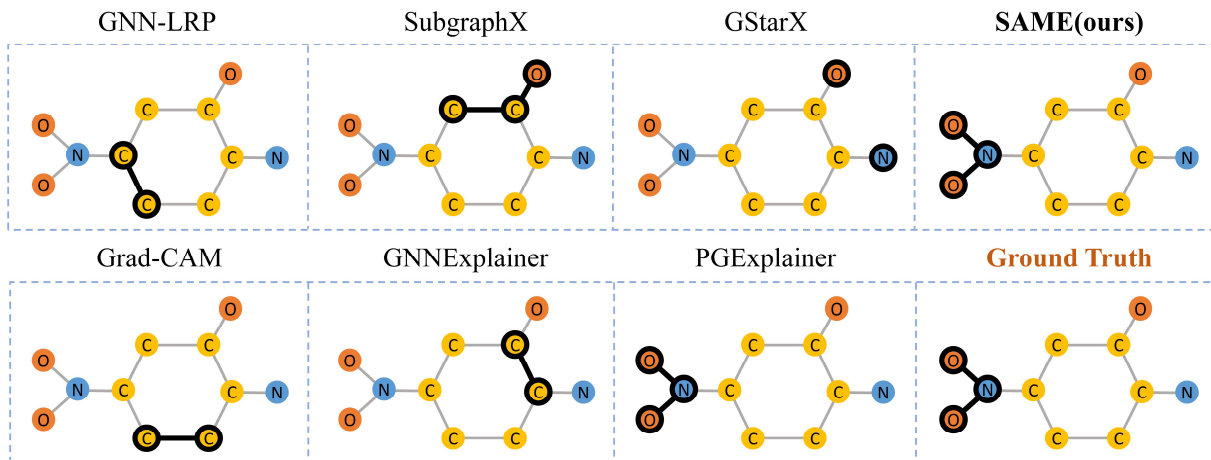 GNN-LRP SubgraphX GStarX SAME(ours)
O O O O
O C C O C C O C C O C C
N C C N N C C N N C C N N C C N
O C C O C C O C C O C C
Grad-CAM GNNExplainer PGExplainer Ground Truth
O O O O
O C C O C C O C C O C C
N C C N N C C N N C C N N C C N
O C C O C C O C C O C C